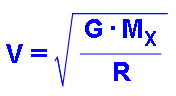 V = √(G · M_X / R)